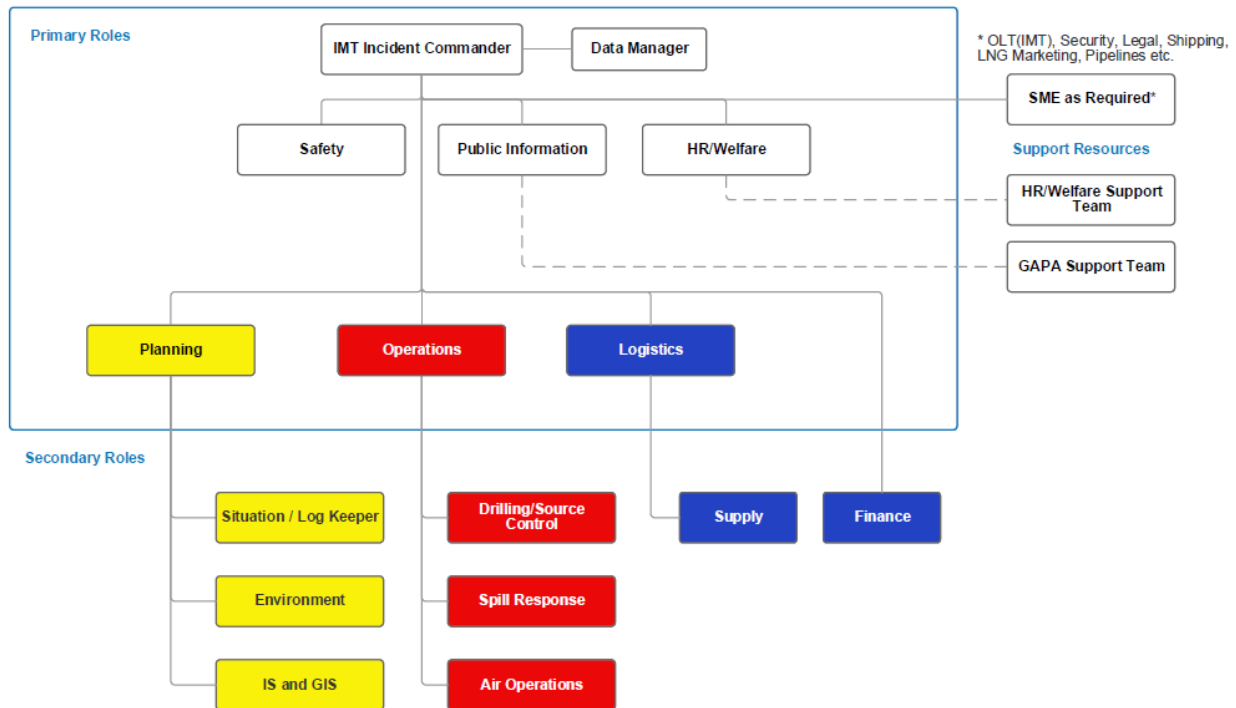 Primary Roles
IMT Incident Commander
Data Manager
* OLT(IMT), Security, Legal, Shipping,
LNG Marketing, Pipelines etc.
SME as Required*
Safety
Public Information
HR/Welfare
Support Resources
HR/Welfare Support
Team
GAPA Support Team
Planning
Operations
Logistics
Secondary Roles
Situation / Log Keeper
Drilling/Source
Control
Supply
Finance
Environment
Spill Response
IS and GIS
Air Operations